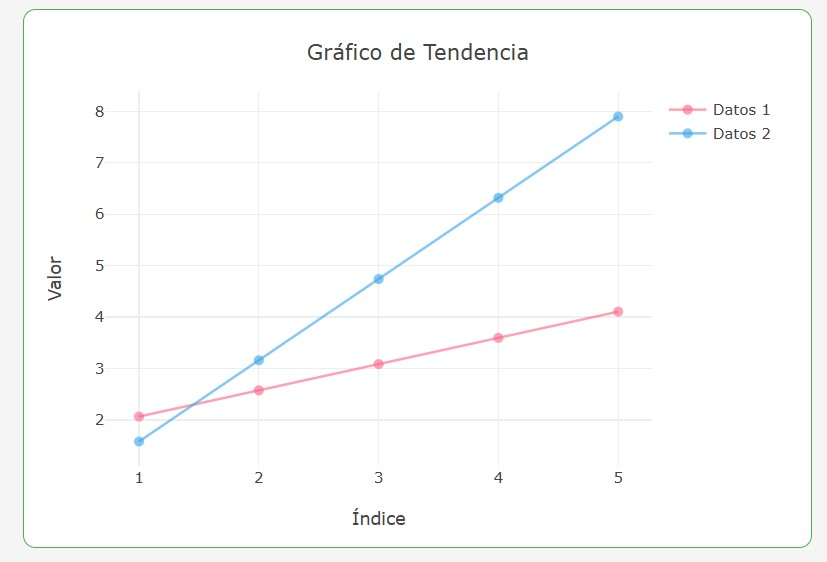 Gráfico de Tendencia
Datos 1
Datos 2
8
7
6
5
4
3
2
Valor
1
2
3
4
5
Índice